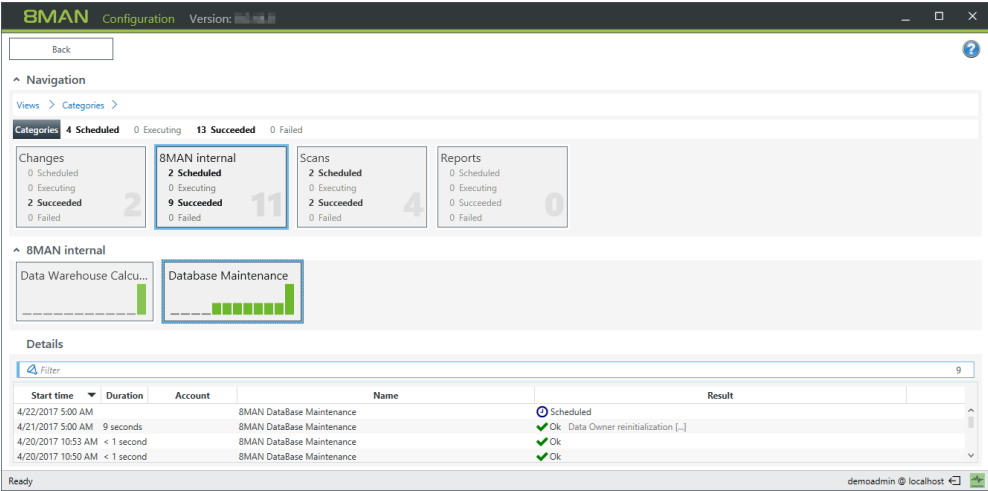 8MAN Configuration Version:
Back
Navigation
Views > Categories >
Categories 4 Scheduled 0 Executing 13 Succeeded 0 Failed
Changes
0 Scheduled
0 Executing
2 Succeeded
0 Failed
2
8MAN internal
2 Scheduled
0 Executing
9 Succeeded
0 Failed
11
Scans
2 Scheduled
0 Executing
2 Succeeded
0 Failed
4
Reports
0 Scheduled
0 Executing
0 Succeeded
0 Failed
0
8MAN internal
Data Warehouse Calcu...
Database Maintenance
Details
Filter 9
Start time Duration Account Name Result
4/22/2017 5:00 AM 8MAN DataBase Maintenance Scheduled
4/21/2017 5:00 AM 9 seconds 8MAN DataBase Maintenance Ok Data Owner reinitialization [...]
4/20/2017 10:53 AM < 1 second 8MAN DataBase Maintenance Ok
4/20/2017 10:50 AM < 1 second 8MAN DataBase Maintenance Ok
Ready demoadmin @ localhost